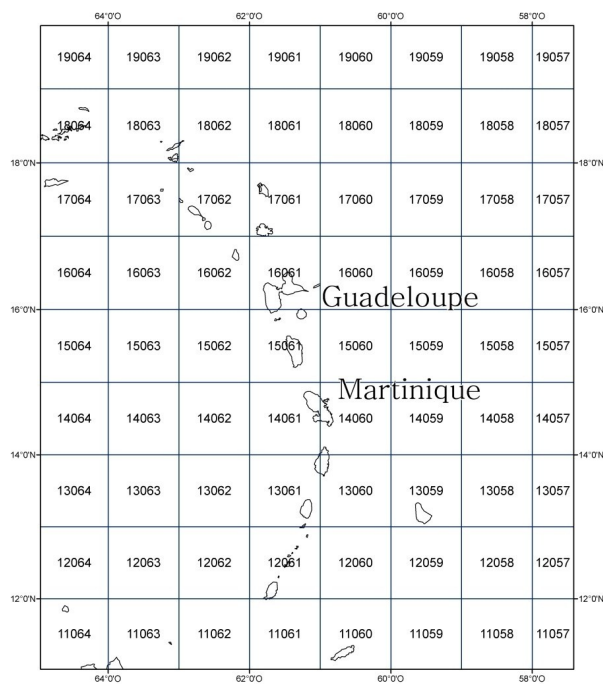 64°0'O 62°0'O 60°0'O 58°0'O
19064 19063 19062 19061 19060 19059 19058 19057
18064 18063 18062 18061 18060 18059 18058 18057
18°0'N 18°0'N
17064 17063 17062 17061 17060 17059 17058 17057
16064 16063 16062 16061 16060 16059 16058 16057
Guadeloupe
16°0'N 16°0'N
15064 15063 15062 15061 15060 15059 15058 15057
Martinique
14064 14063 14062 14061 14060 14059 14058 14057
14°0'N 14°0'N
13064 13063 13062 13061 13060 13059 13058 13057
12064 12063 12062 12061 12060 12059 12058 12057
12°0'N 12°0'N
11064 11063 11062 11061 11060 11059 11058 11057
64°0'O 62°0'O 60°0'O 58°0'O